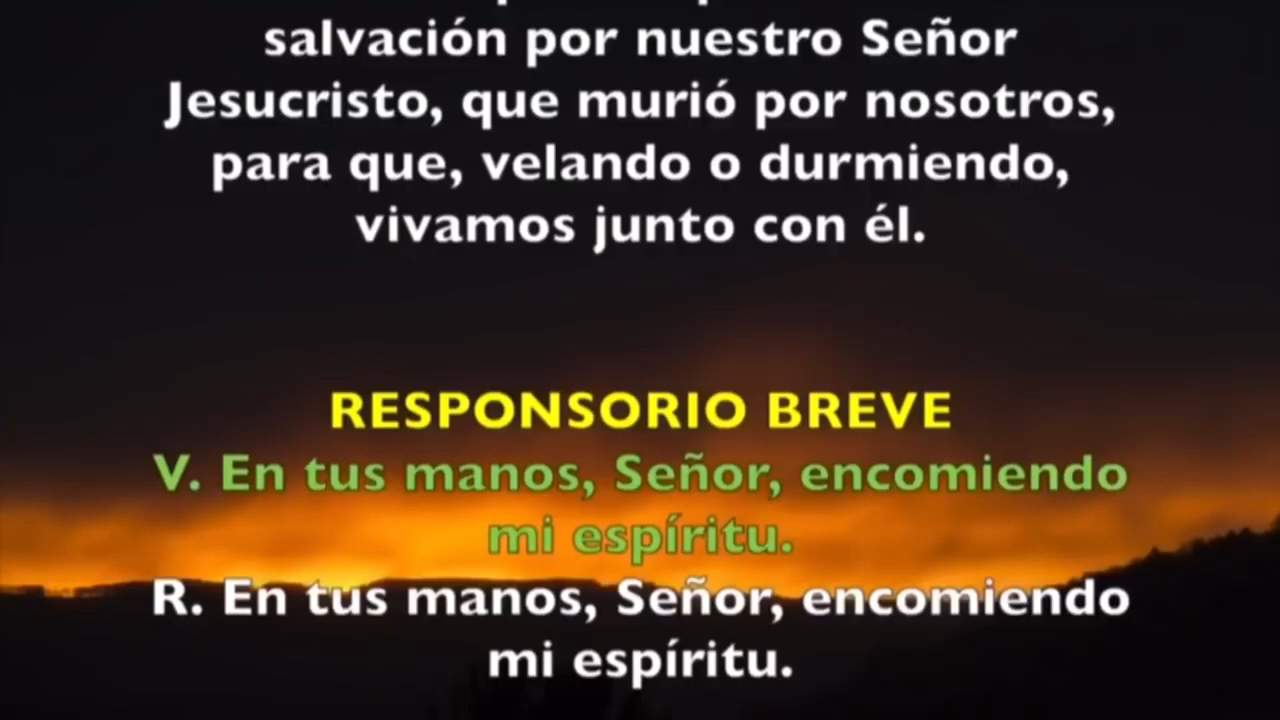 salvación por nuestro Señor
Jesucristo, que murió por nosotros,
para que, velando o durmiendo,
vivamos junto con él.
RESPONSORIO BREVE
V. En tus manos, Señor, encomiendo
mi espíritu.
R. En tus manos, Señor, encomiendo
mi espíritu.